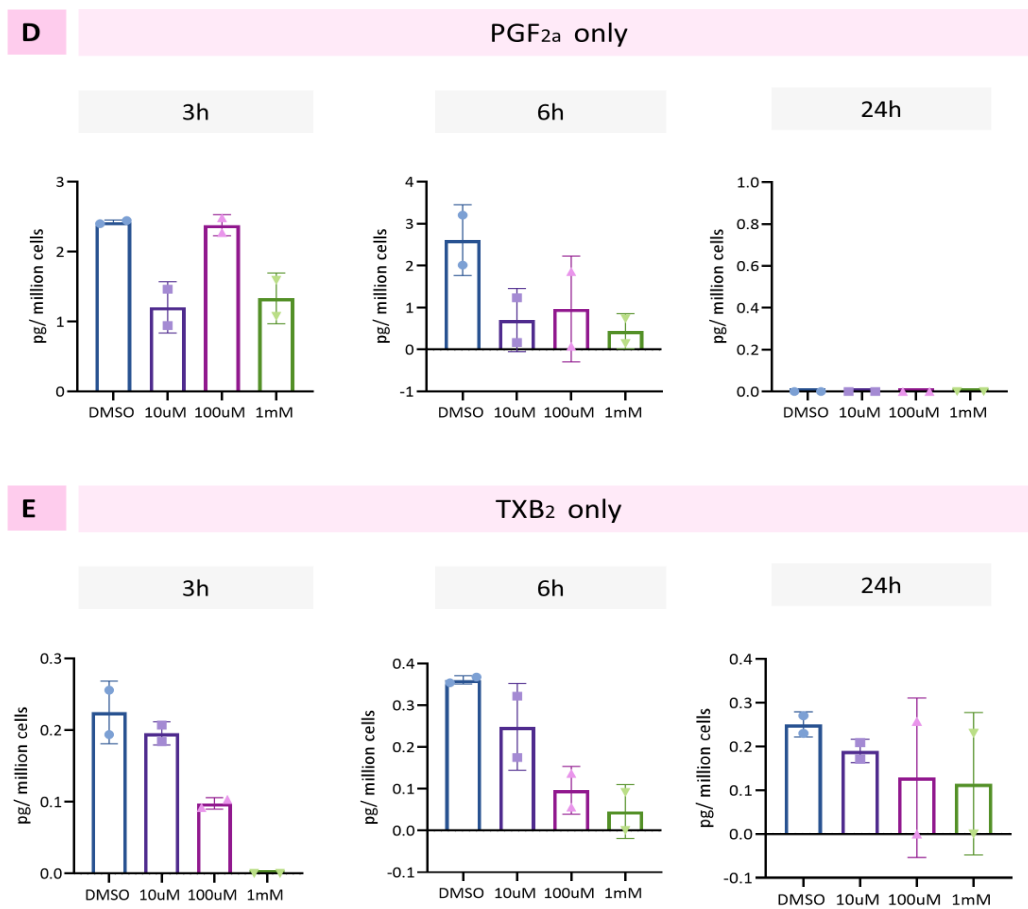 D
PGF2a only
3h
6h
24h
pg/ million cells
3
2
1
0
DMSO 10uM 100uM 1mM
pg/ million cells
4
3
2
1
0
-1
DMSO 10uM 100uM 1mM
pg/ million cells
1.0
0.8
0.6
0.4
0.2
0.0
DMSO 10uM 100uM 1mM
E
TXB2 only
3h
6h
24h
pg/ million cells
0.3
0.2
0.1
0.0
DMSO 10uM 100uM 1mM
pg/ million cells
0.4
0.3
0.2
0.1
0.0
-0.1
DMSO 10uM 100uM 1mM
pg/ million cells
0.4
0.3
0.2
0.1
0.0
-0.1
DMSO 10uM 100uM 1mM